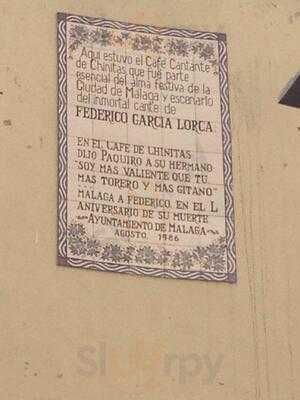 Aqui estuvo el Café Cantante
de Chinitas que fue parte
esencial del alma festiva de la
Ciudad de Malaga y escenario
del inmortal cante de
FEDERICO GARCIA LORCA
EN EL CAFE DE CHINITAS
DIJO PAQUIRO A SU HERMANO
"SOY MAS VALIENTE QUE TU
MAS TORERO Y MAS GITANO"
MALAGA A FEDERICO, EN EL L
ANIVERSARIO DE SU MUERTE
-AYUNTAMIENTO DE MALAGA-
AGOSTO, 1986